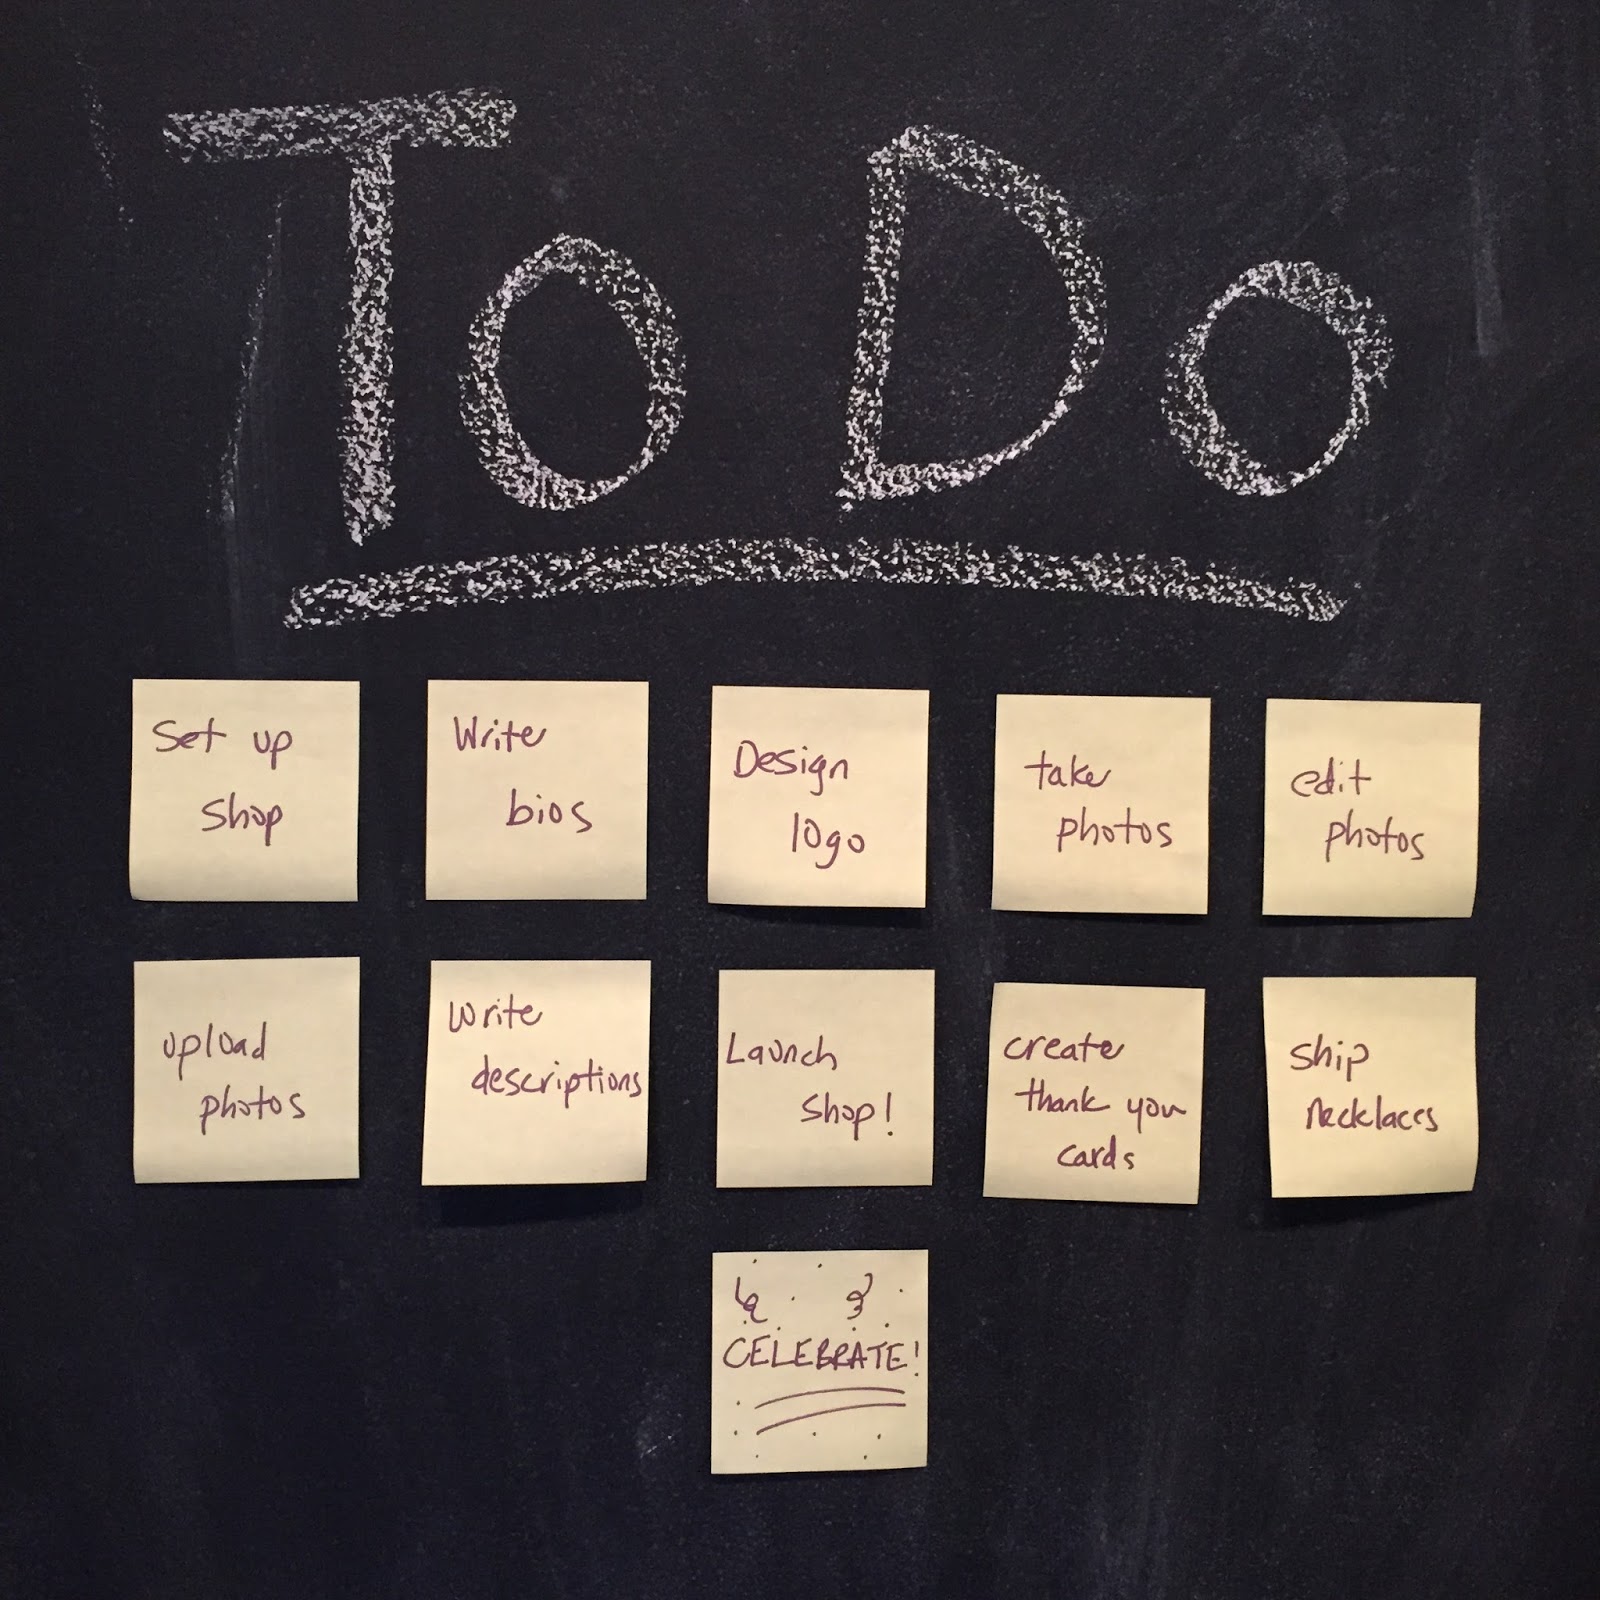 To Do
Set up
shop
Write
bios
Design
logo
take
photos
edit
photos
upload
photos
Write
descriptions
Launch
shop!
create
thank you
cards
ship
necklaces
CELEBRATE!